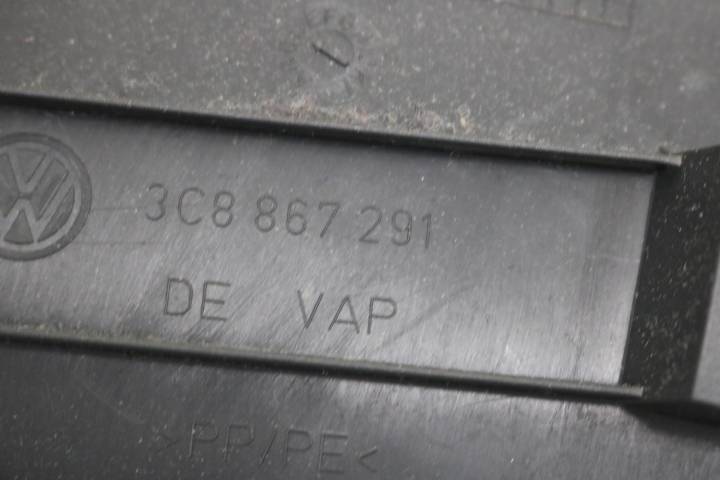 3C8 867 291
DE VAP
>PP/PE<